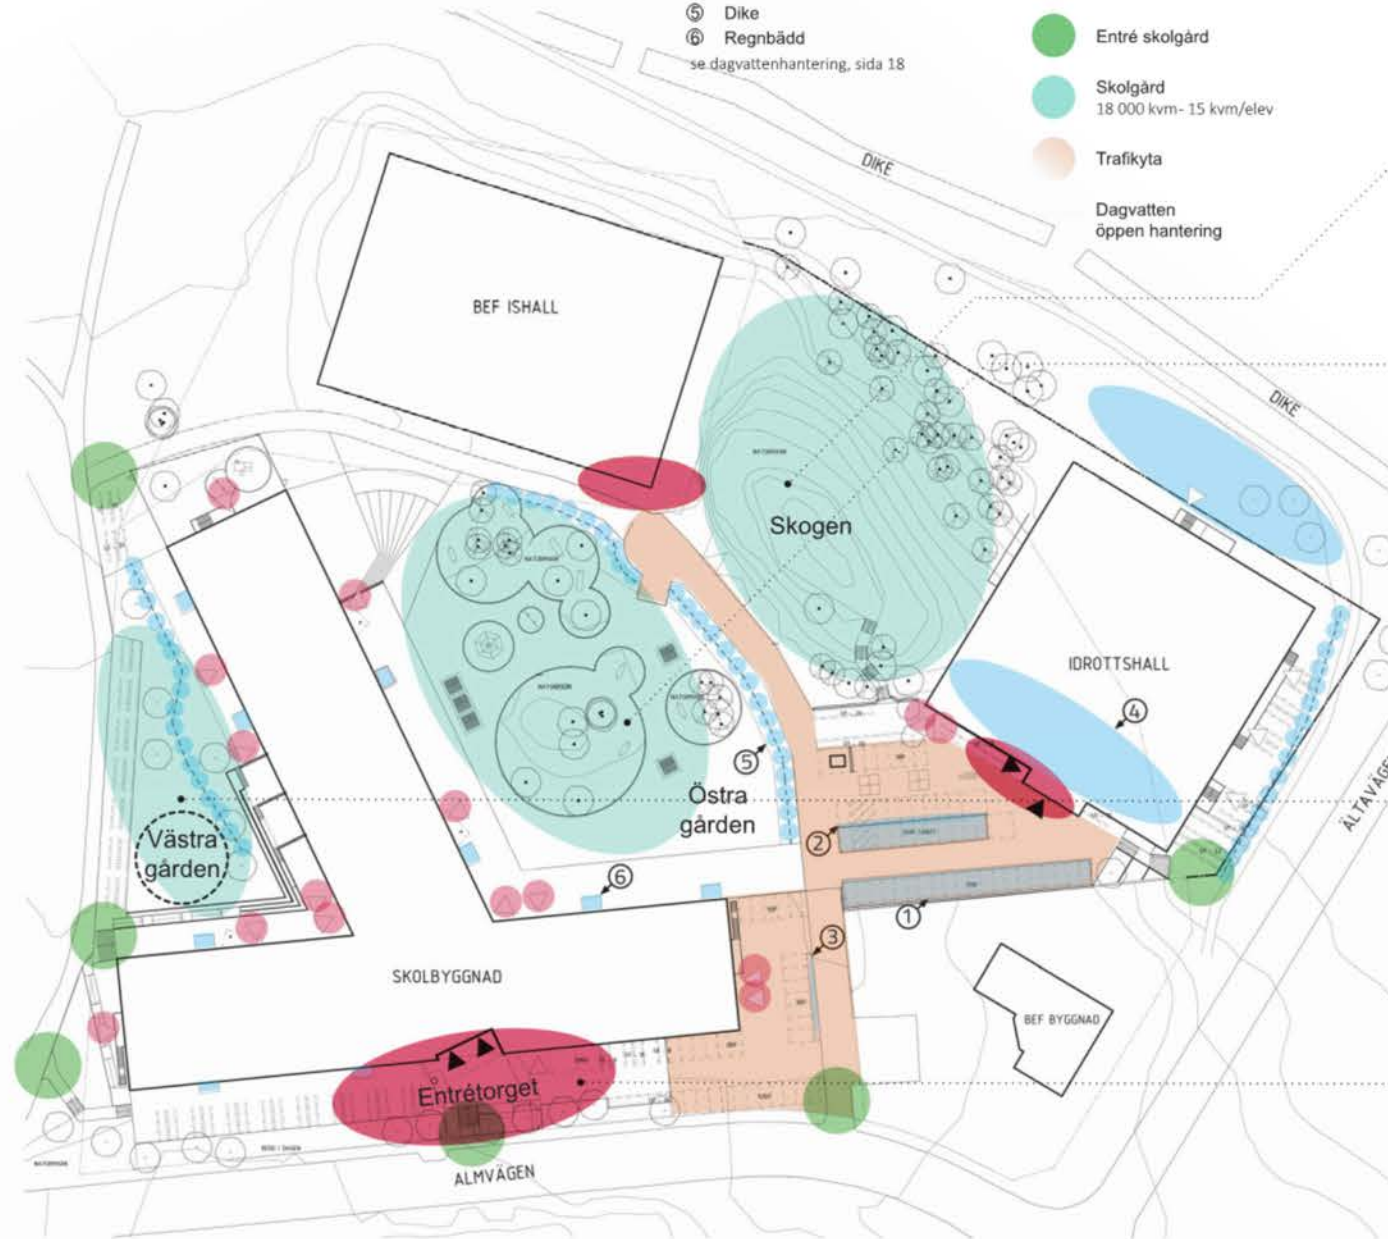 ⑤ Dike
⑥ Regnbädd
se dagvattenhantering, sida 18
Entré skolgård
Skolgård
18 000 kvm- 15 kvm/elev
Trafikyta
Dagvatten
öppen hantering
DIKE
BEF ISHALL
DIKE
Skogen
IDROTTSHALL
④
⑤
Östra
gården
ÄLTAVÄGEN
Västra
gården
②
⑥
①
③
SKOLBYGGNAD
BEF BYGGNAD
Entrétorget
ALMVÄGEN